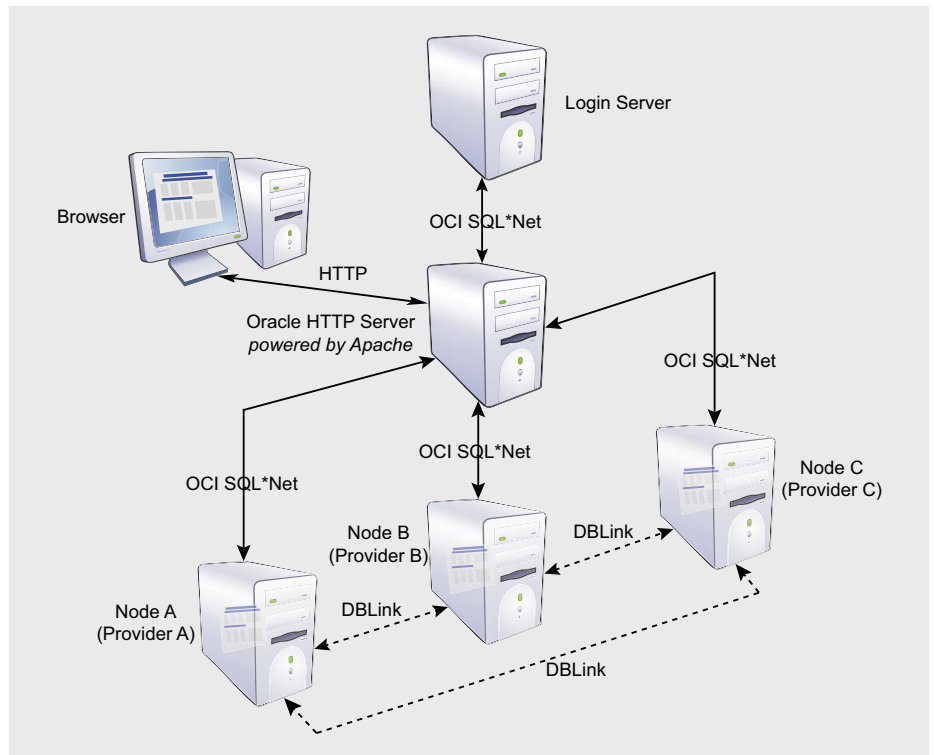 Login Server
Browser
OCI SQL*Net
HTTP
Oracle HTTP Server
powered by Apache
OCI SQL*Net
OCI SQL*Net
OCI SQL*Net
Node C
(Provider C)
Node B
(Provider B)
DBLink
Node A
(Provider A)
DBLink
DBLink